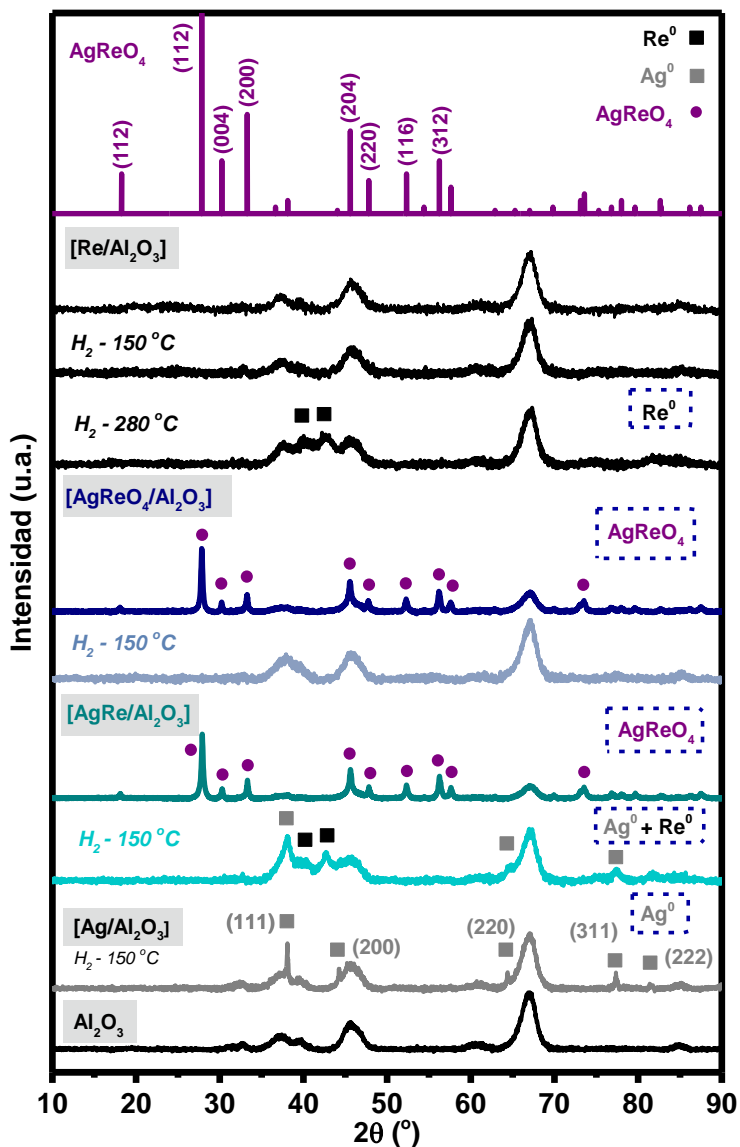 AgReO₄
(112)
(112)
(004)
(200)
(204)
(220)
(116)
(312)
Re⁰
Ag⁰
AgReO₄
[Re/Al₂O₃]
H₂ - 150 °C
H₂ - 280 °C
Re⁰
[AgReO₄/Al₂O₃]
AgReO₄
H₂ - 150 °C
[AgRe/Al₂O₃]
AgReO₄
H₂ - 150 °C
Ag⁰ + Re⁰
[Ag/Al₂O₃]
H₂ - 150 °C
Ag⁰
(111)
(200)
(220)
(311)
(222)
Al₂O₃
Intensidad (u.a.)
10 20 30 40 50 60 70 80 90
2θ (°)